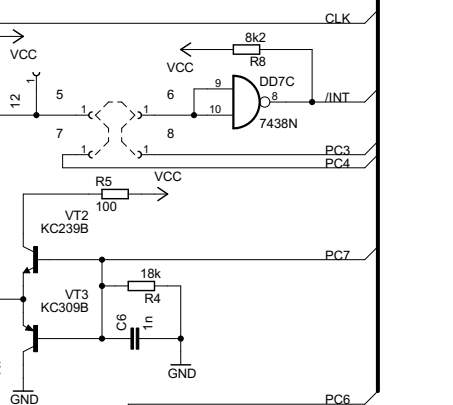 CLK
8k2
VCC
VCC
R8
DD7C
1
5
6
9
8
/INT
12
1
1
10
7438N
7
8
1
1
PC3
PC4
R5
VCC
100
VT2
KC239B
PC7
18k
VT3
KC309B
R4
C6
1n
GND
GND
PC6